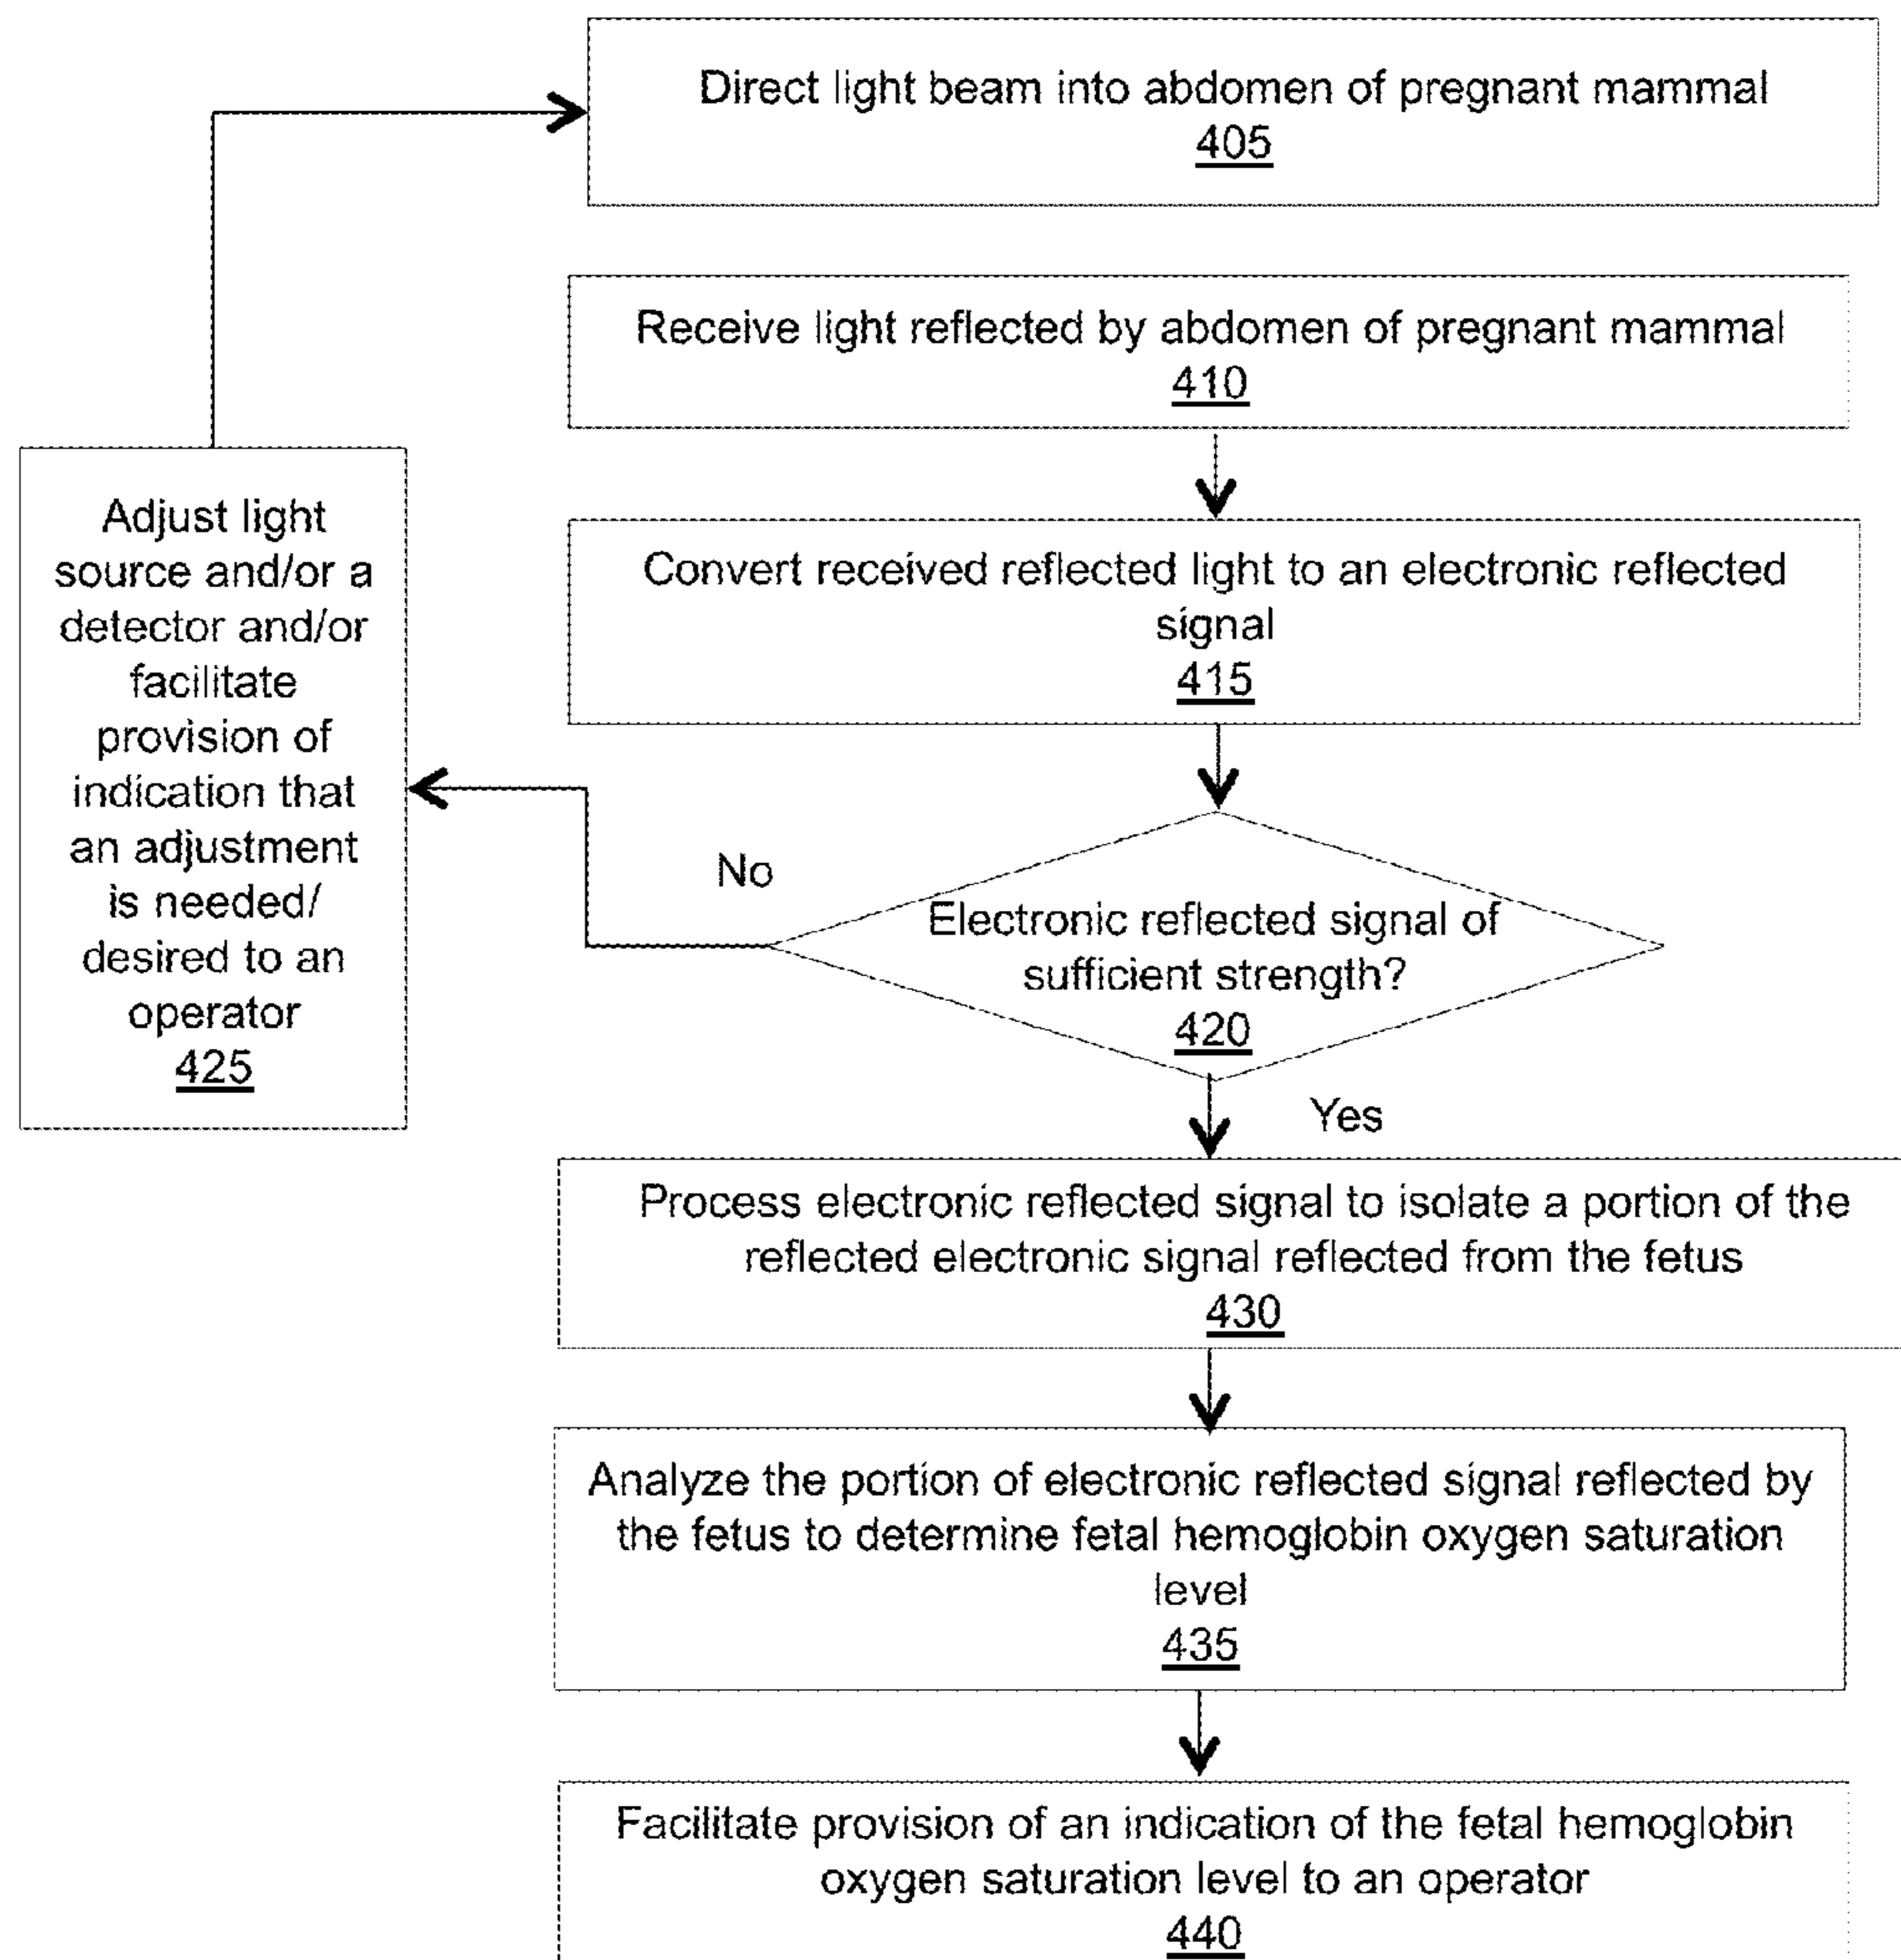 Direct light beam into abdomen of pregnant mammal
405
Receive light reflected by abdomen of pregnant mammal
410
Convert received reflected light to an electronic reflected
signal
415
Electronic reflected signal of
sufficient strength?
420
No
Adjust light
source and/or a
detector and/or
facilitate
provision of
indication that
an adjustment
is needed/
desired to an
operator
425
Yes
Process electronic reflected signal to isolate a portion of the
reflected electronic signal reflected from the fetus
430
Analyze the portion of electronic reflected signal reflected by
the fetus to determine fetal hemoglobin oxygen saturation
level
435
Facilitate provision of an indication of the fetal hemoglobin
oxygen saturation level to an operator
440